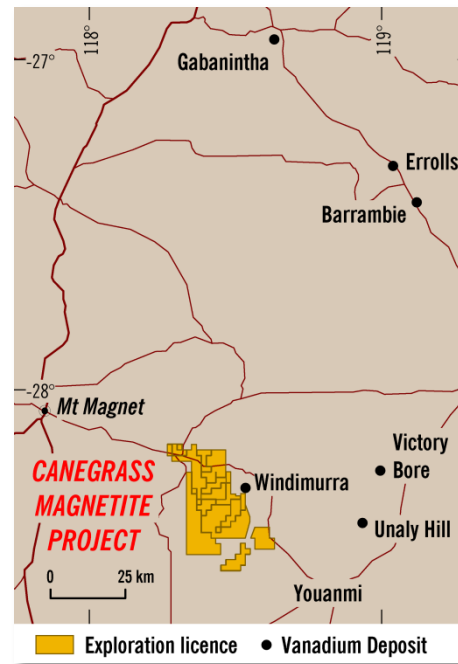 118°
119°
-27°
Gabanintha
Errolls
Barrambie
-28°
Mt Magnet
CANEGRASS
MAGNETITE
PROJECT
Victory
Bore
Windimurra
Unaly Hill
0 25 km
Youanmi
Exploration licence
Vanadium Deposit